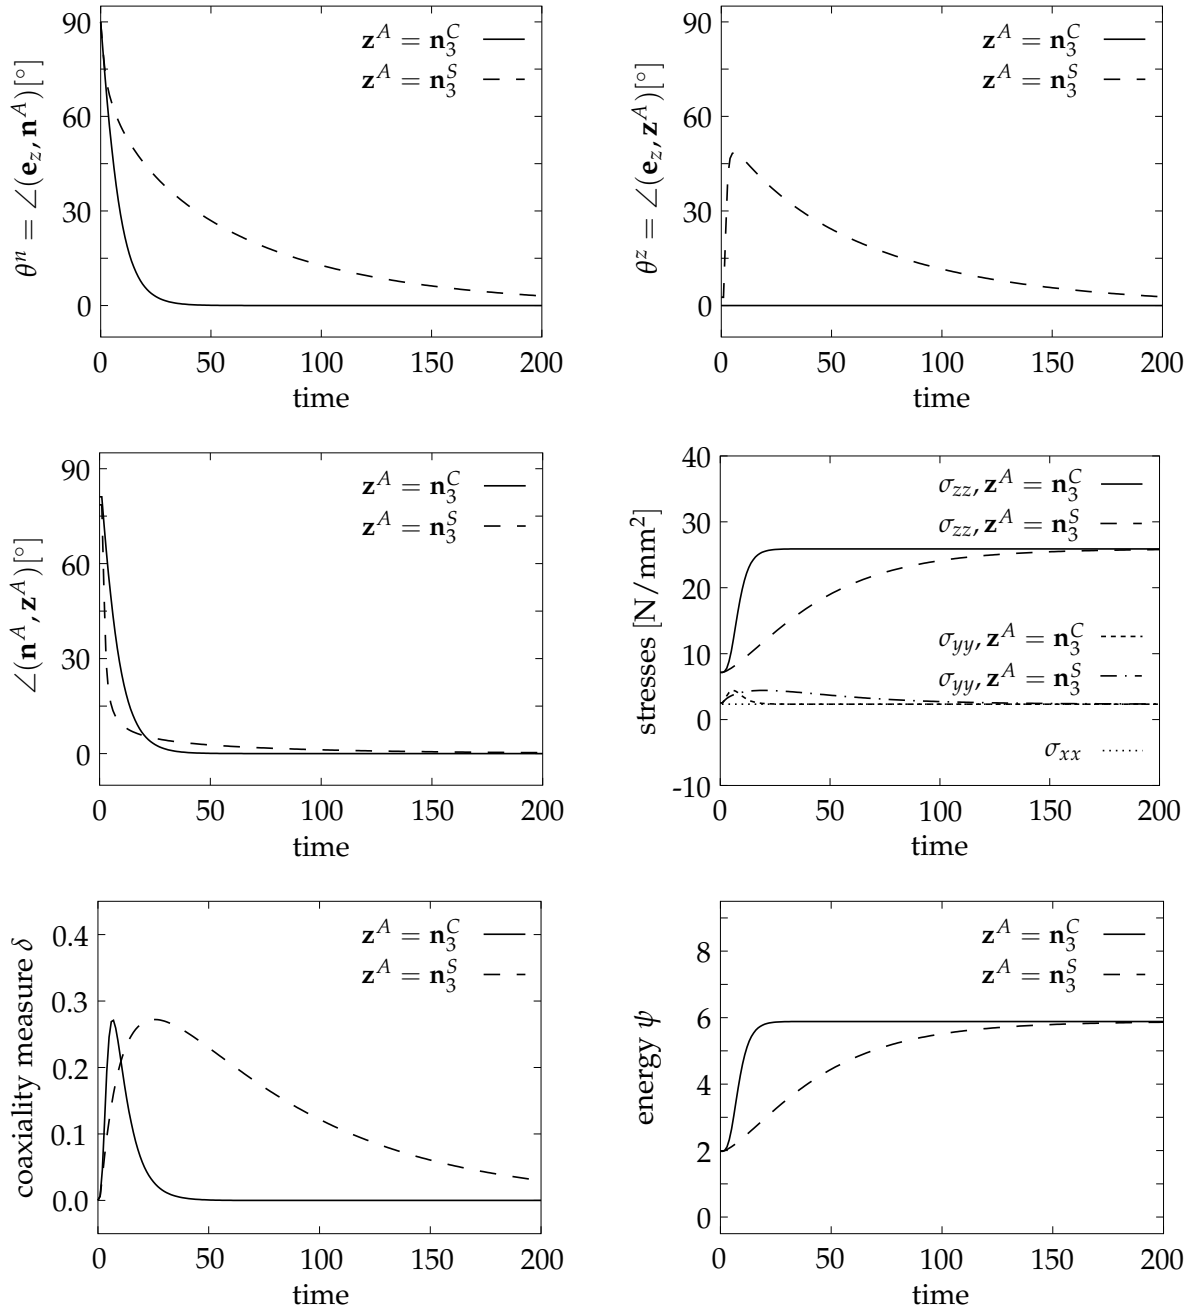 θⁿ = ∠(e_z, n^A)[°]
90
60
30
0
z^A = n_3^C
z^A = n_3^S
0 50 100 150 200
time
θ^z = ∠(e_z, z^A)[°]
90
60
30
0
z^A = n_3^C
z^A = n_3^S
0 50 100 150 200
time
∠(n^A, z^A)[°]
90
60
30
0
z^A = n_3^C
z^A = n_3^S
0 50 100 150 200
time
stresses [N/mm²]
40
30
20
10
0
-10
σ_zz, z^A = n_3^C
σ_zz, z^A = n_3^S
σ_yy, z^A = n_3^C
σ_yy, z^A = n_3^S
σ_xx
0 50 100 150 200
time
coaxiality measure δ
0.4
0.3
0.2
0.1
0.0
z^A = n_3^C
z^A = n_3^S
0 50 100 150 200
time
energy ψ
8
6
4
2
0
z^A = n_3^C
z^A = n_3^S
0 50 100 150 200
time